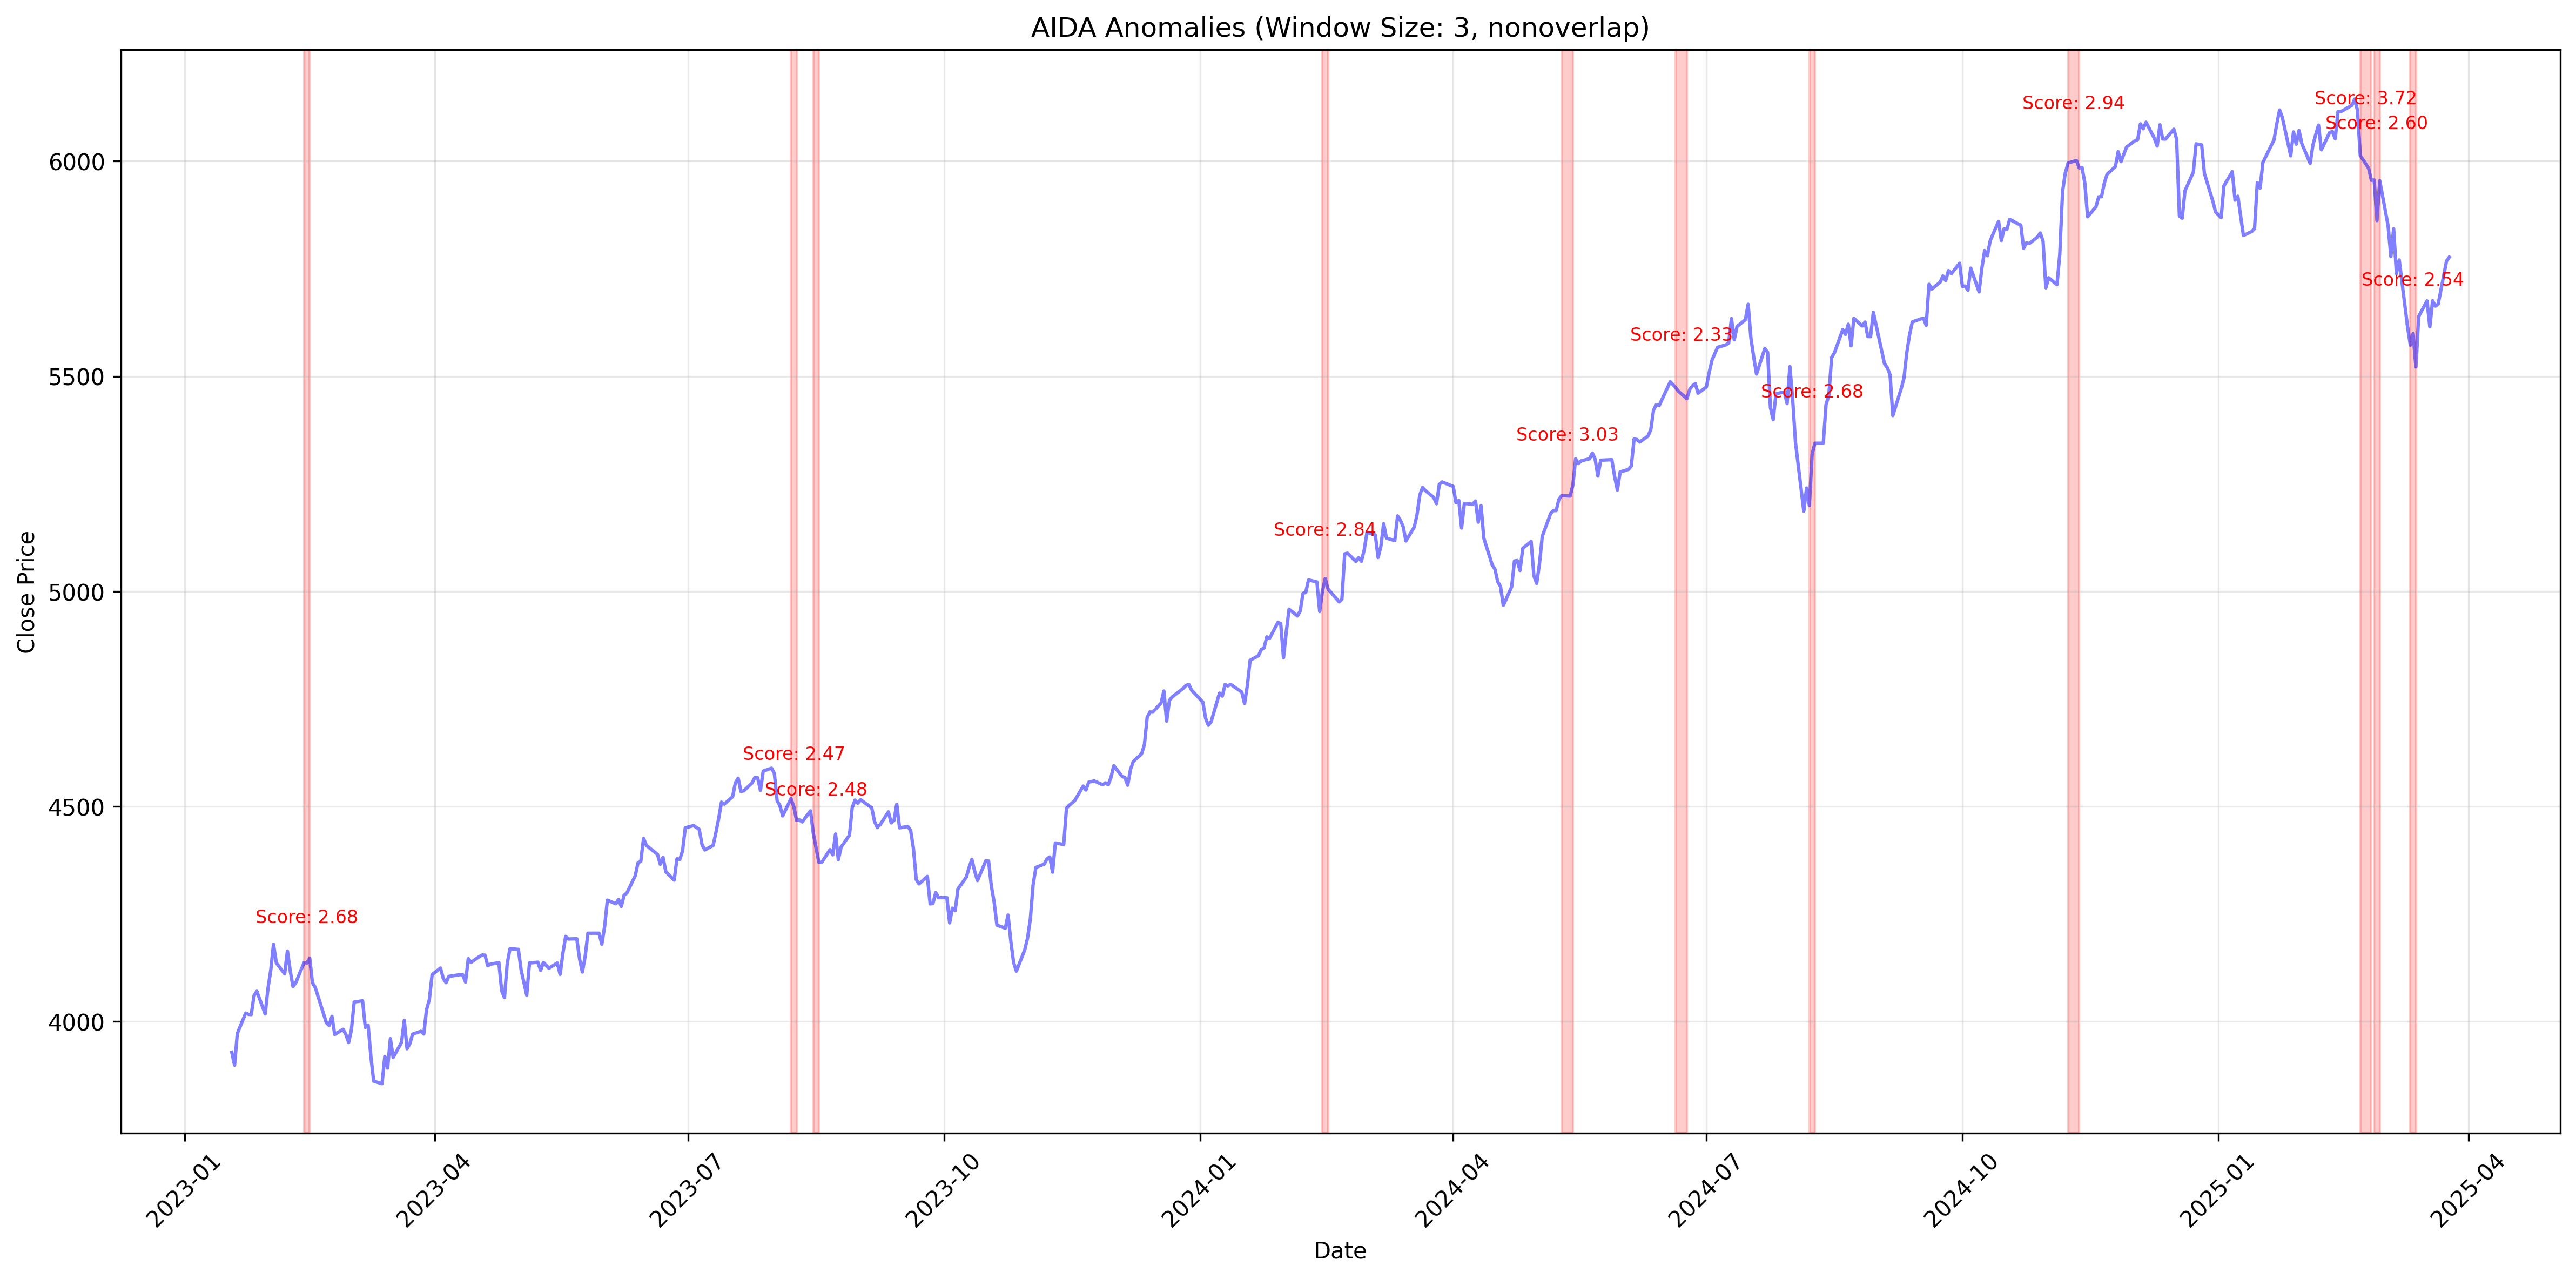 AIDA Anomalies (Window Size: 3, nonoverlap)
Score: 3.72
Score: 2.94
Score: 2.60
6000
Score: 2.54
Score: 2.33
5500
Score: 2.68
Score: 3.03
Score: 2.84
5000
Close Price
Score: 2.47
Score: 2.48
4500
Score: 2.68
4000
2023-01
2023-04
2023-07
2023-10
2024-01
2024-04
2024-07
2024-10
2025-01
2025-04
Date